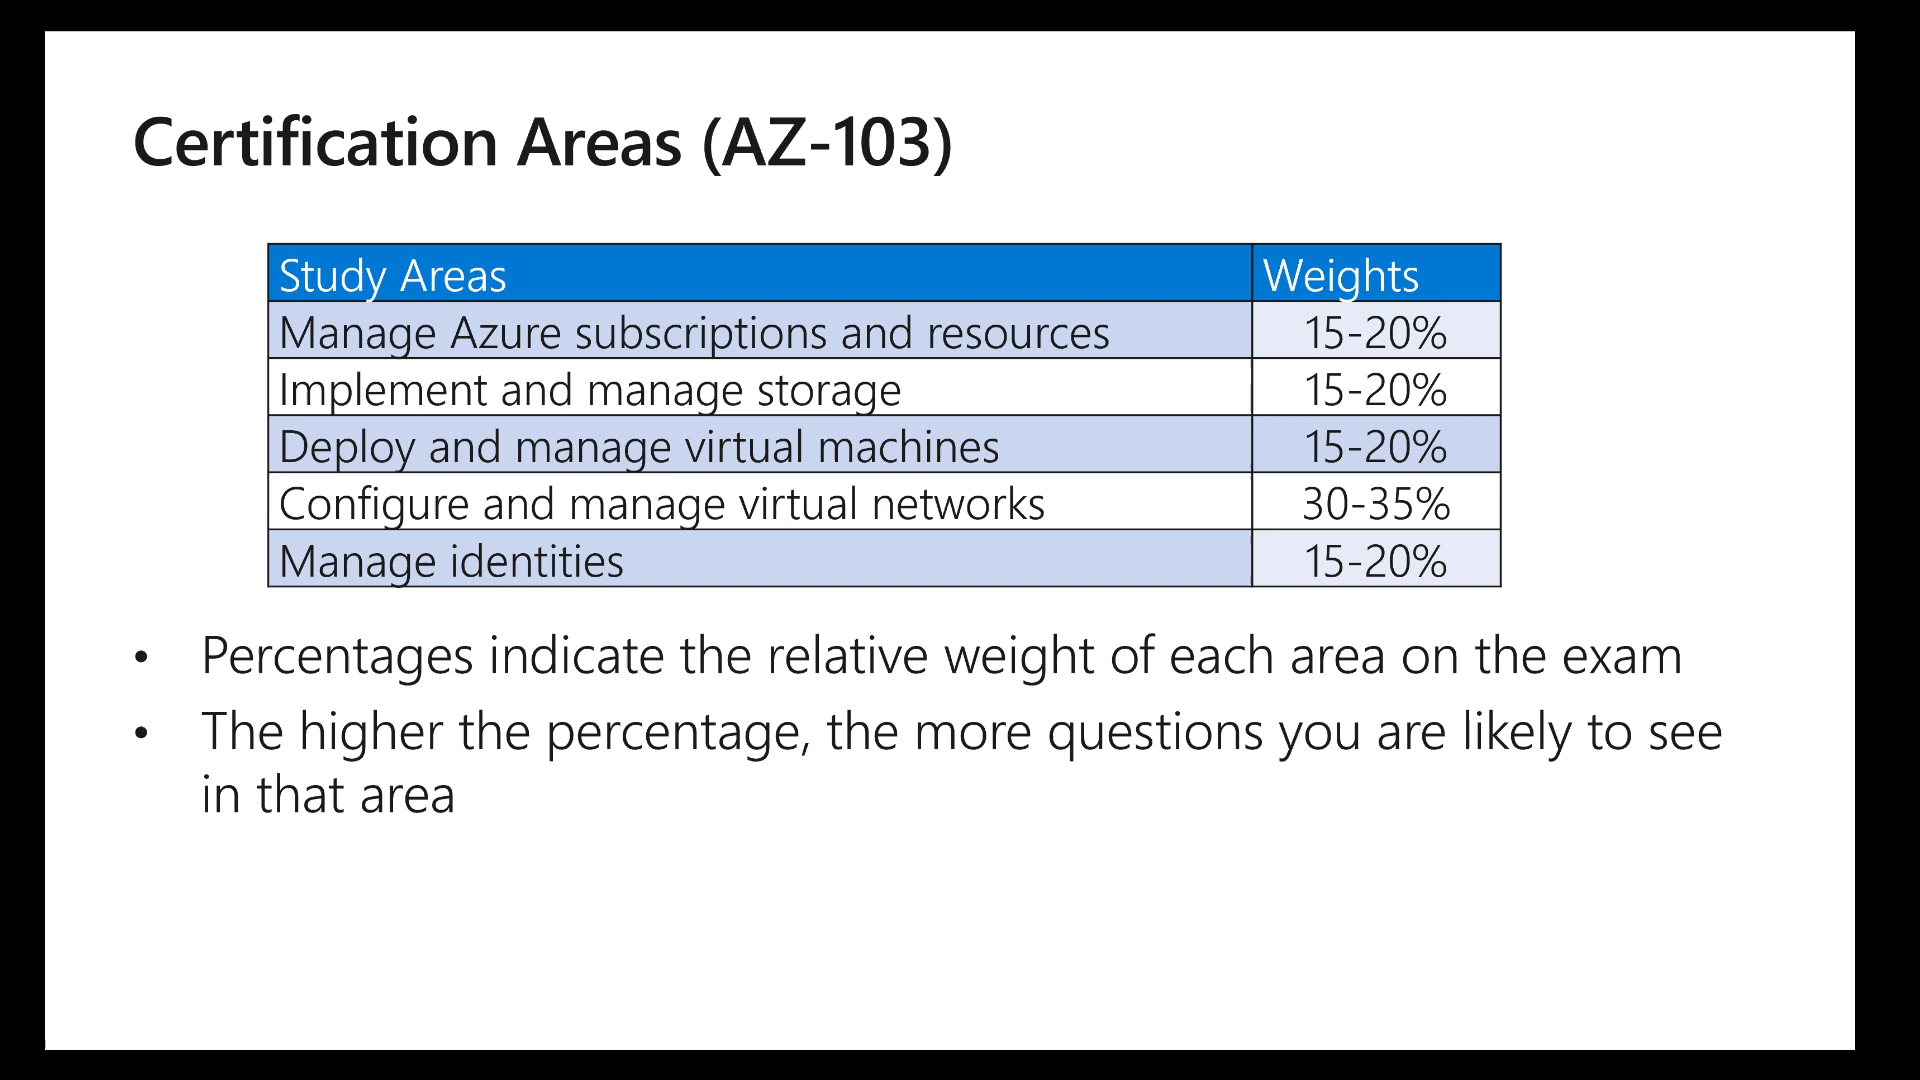 Certification Areas (AZ-103)
Study Areas Weights
Manage Azure subscriptions and resources 15-20%
Implement and manage storage 15-20%
Deploy and manage virtual machines 15-20%
Configure and manage virtual networks 30-35%
Manage identities 15-20%
• Percentages indicate the relative weight of each area on the exam
• The higher the percentage, the more questions you are likely to see
in that area